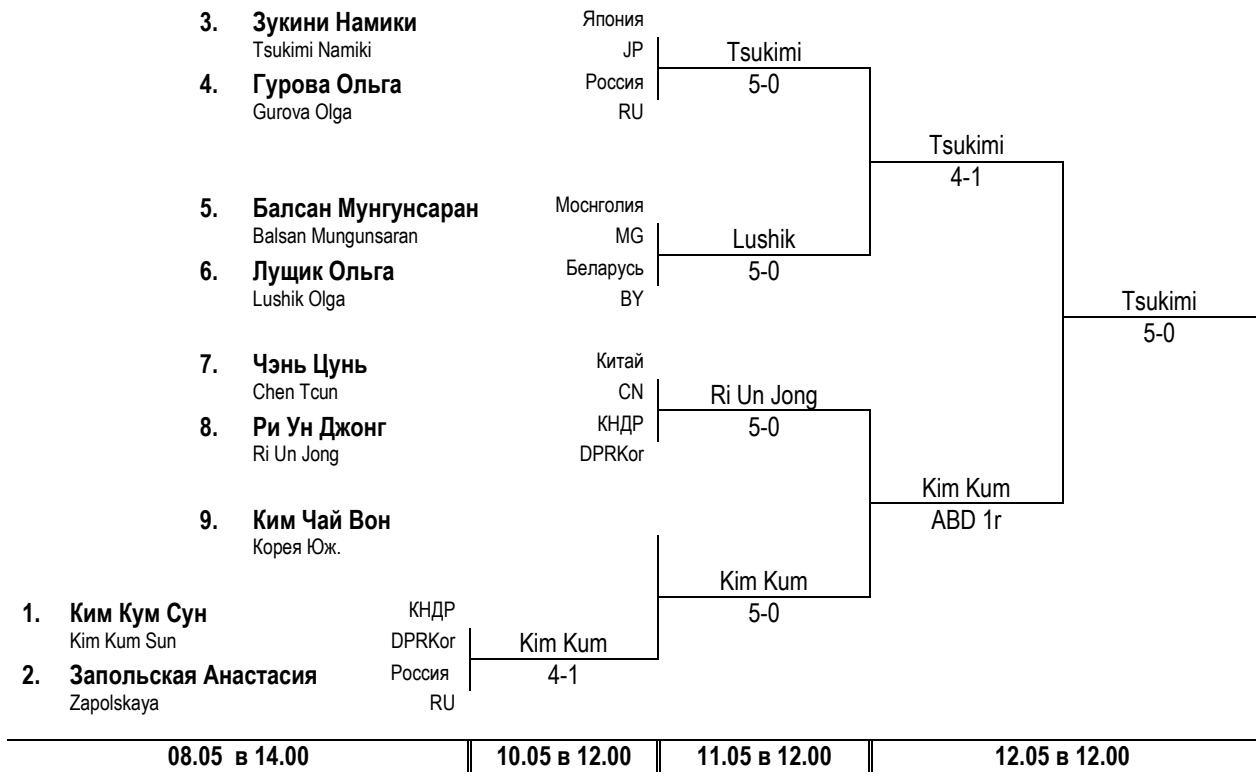 3. Зукини Намики Япония
Tsukimi Namiki JP Tsukimi
4. Гурова Ольга Россия 5-0
Gurova Olga RU
Tsukimi
4-1
5. Балсан Мунгунсаран Моснголия
Balsan Mungunsaran MG Lushik
6. Лущик Ольга Беларусь 5-0
Lushik Olga BY
Tsukimi
5-0
7. Чэнь Цунь Китай
Chen Tcun CN Ri Un Jong
8. Ри Ун Джонг КНДР 5-0
Ri Un Jong DPRKor
Kim Kum
9. Ким Чай Вон ABD 1r
Корея Юж.
Kim Kum
1. Ким Кум Сун КНДР 5-0
Kim Kum Sun DPRKor Kim Kum
2. Запольская Анастасия Россия 4-1
Zapolskaya RU
08.05 в 14.00 10.05 в 12.00 11.05 в 12.00 12.05 в 12.00